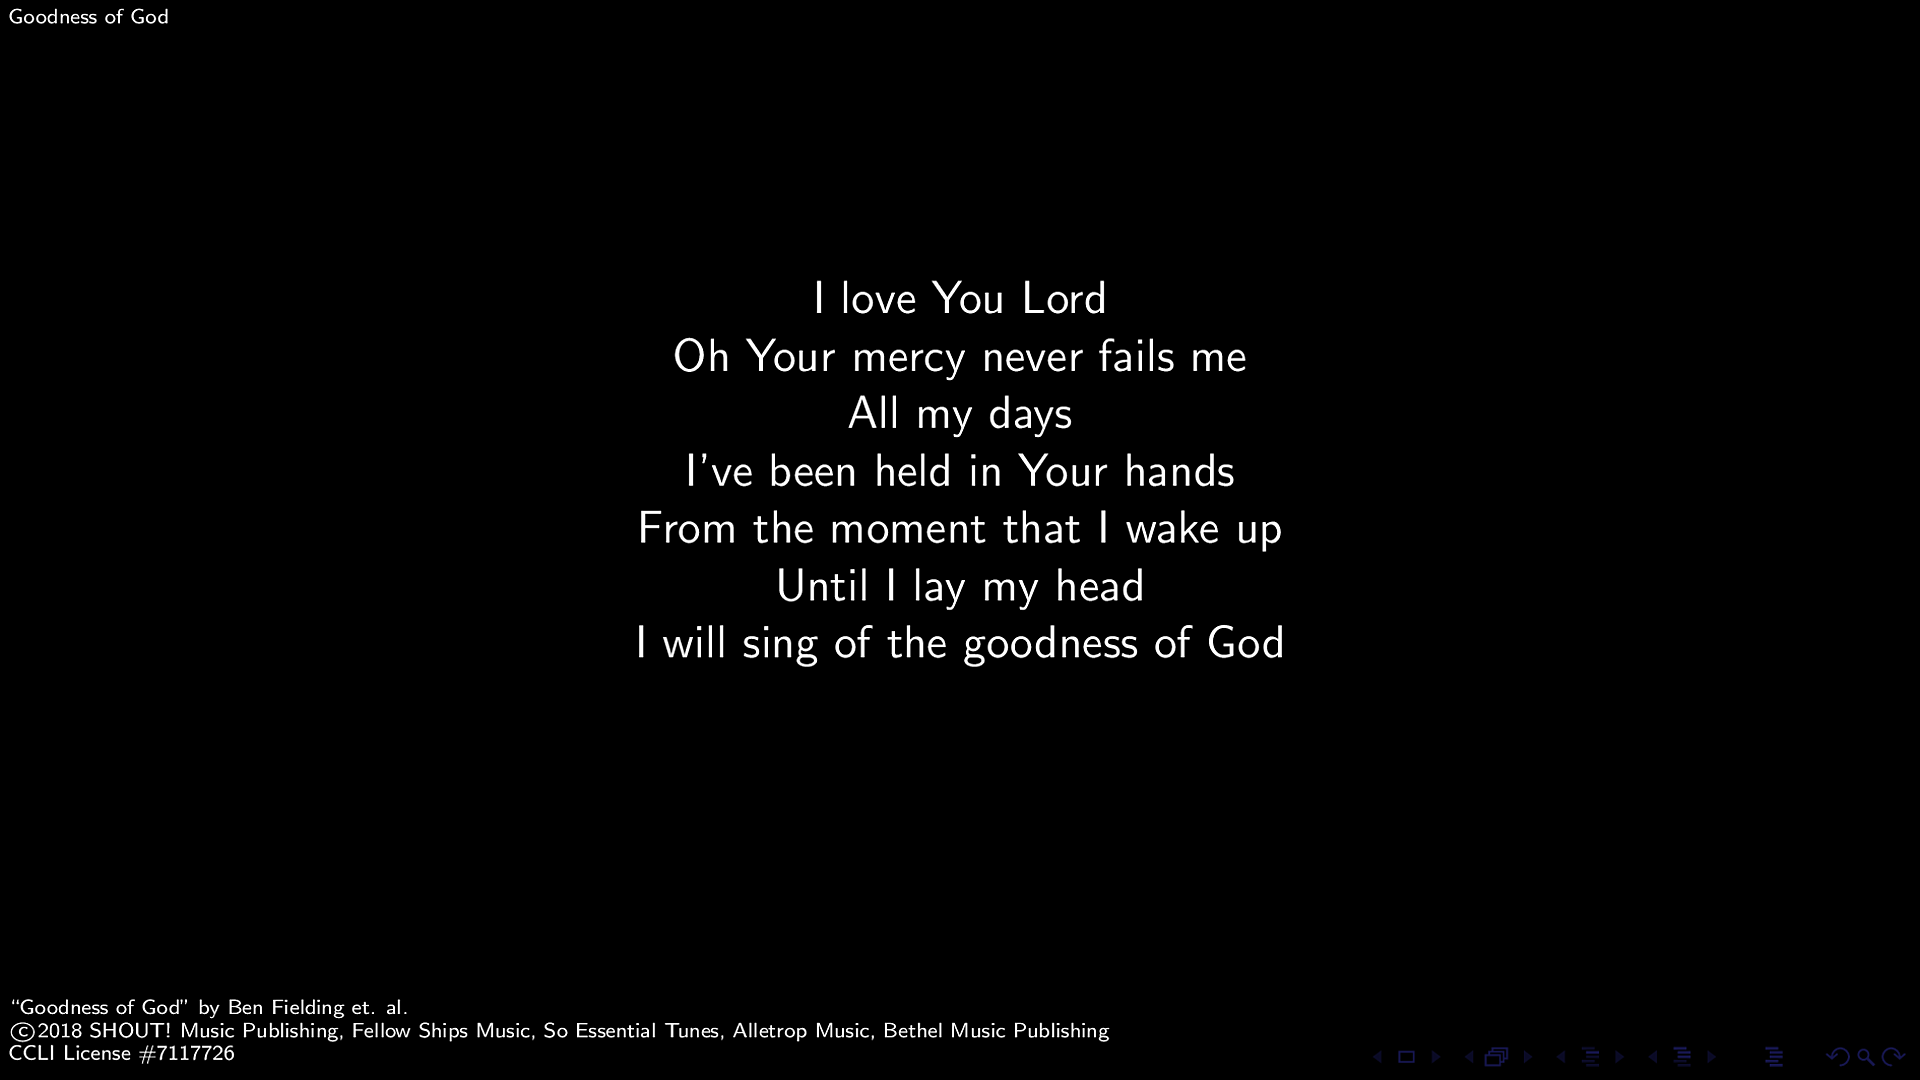 Goodness of God
I love You Lord
Oh Your mercy never fails me
All my days
I've been held in Your hands
From the moment that I wake up
Until I lay my head
I will sing of the goodness of God
“Goodness of God” by Ben Fielding et. al.
©2018 SHOUT! Music Publishing, Fellow Ships Music, So Essential Tunes, Alletrop Music, Bethel Music Publishing
CCLI License #7117726